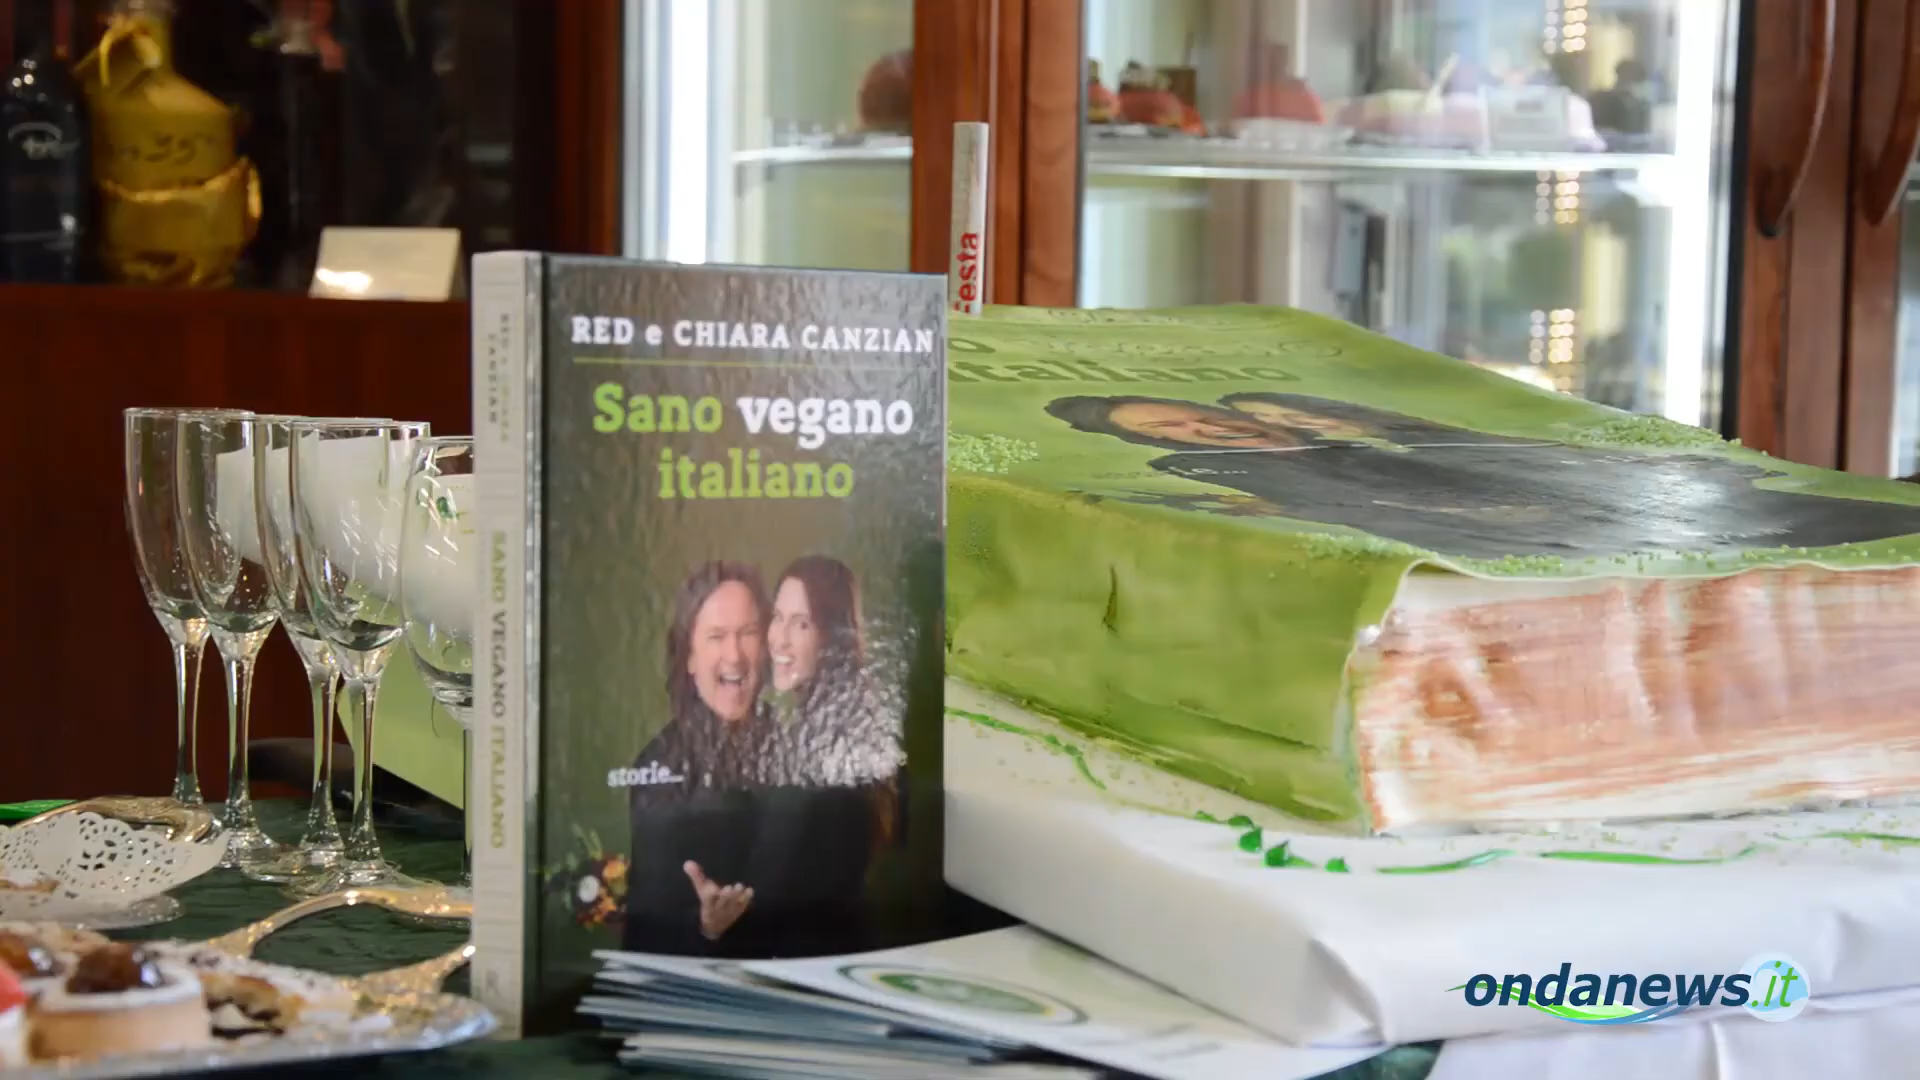 RED e CHIARA CANZIAN
Sano vegano
italiano
storie...
SANO VEGANO ITALIANO
RED e CHIARA
CANZIAN
italiano
Festa
ondanews.it